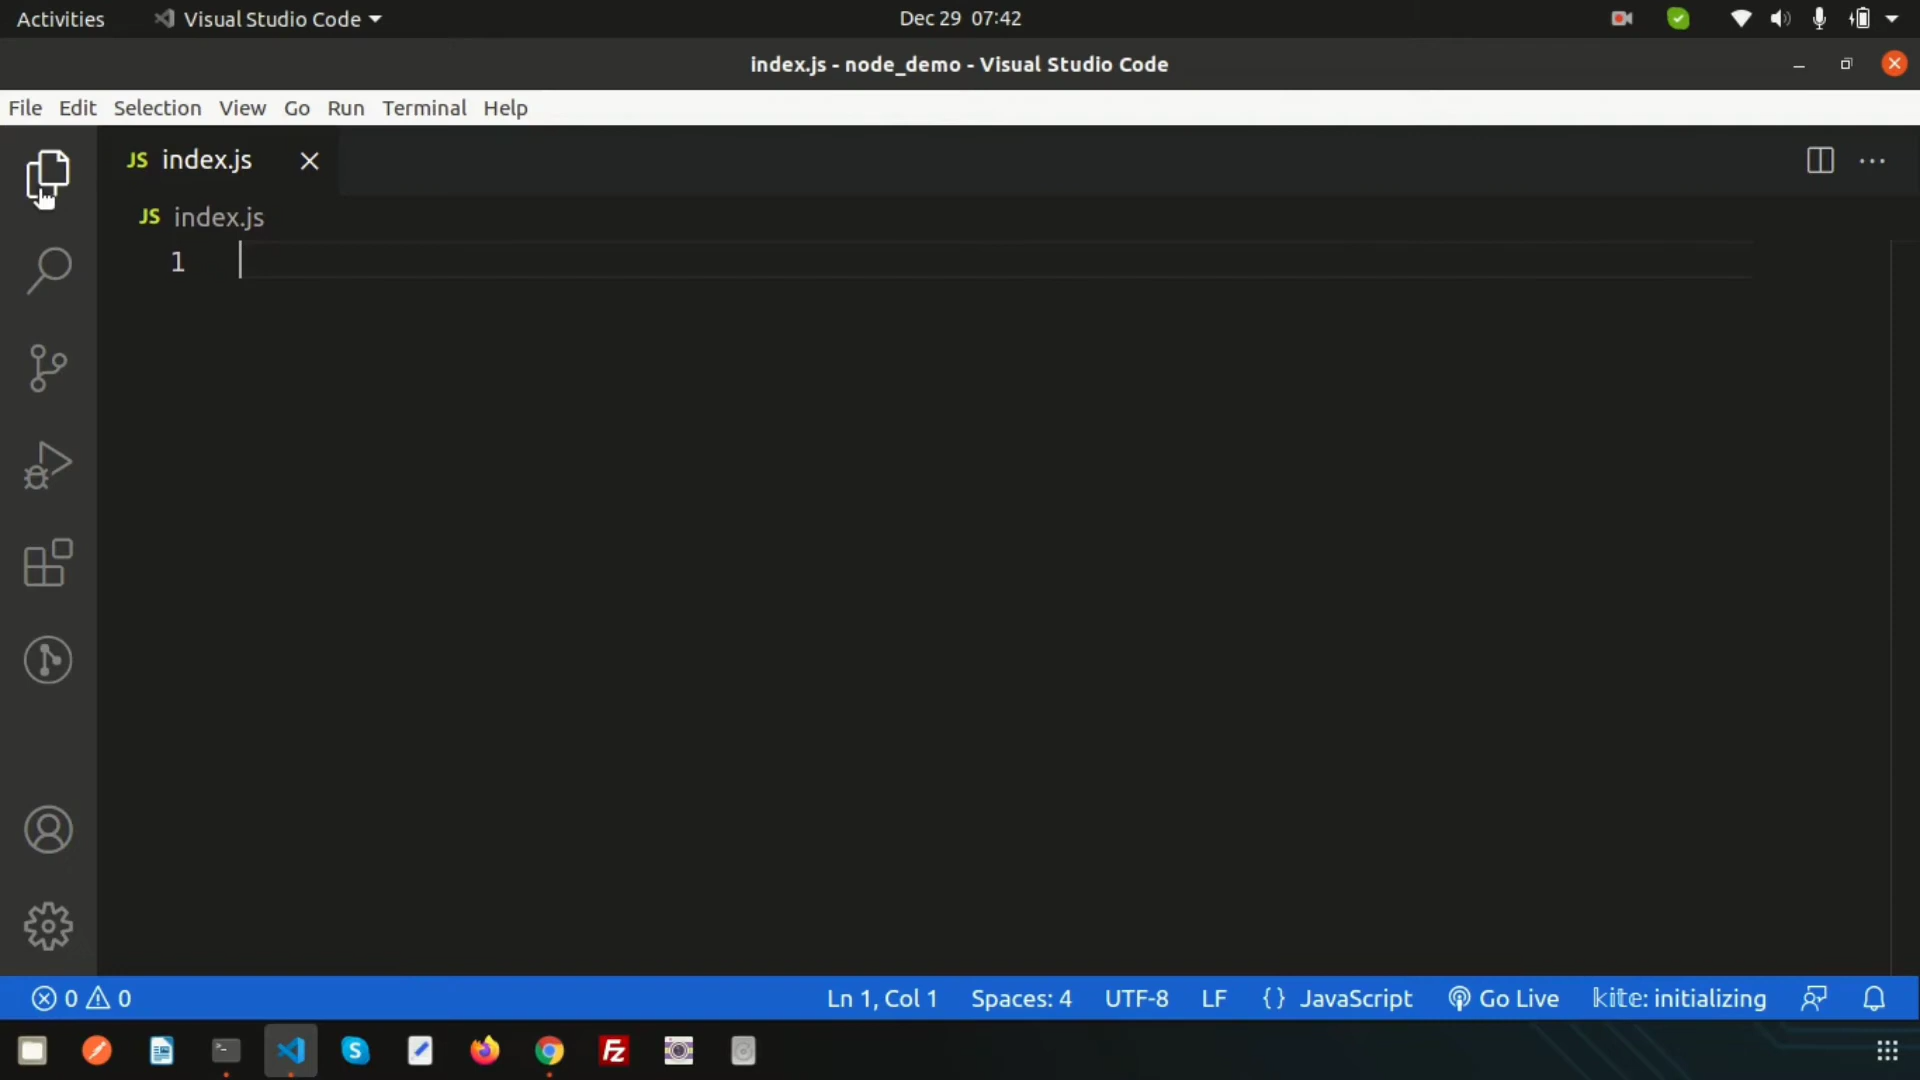 Activities Visual Studio Code Dec 29 07:42
index.js - node_demo - Visual Studio Code
File Edit Selection View Go Run Terminal Help
JS index.js
JS index.js
1
0 0 Ln 1, Col 1 Spaces: 4 UTF-8 LF {} JavaScript Go Live kite: initializing
>_ S Fz